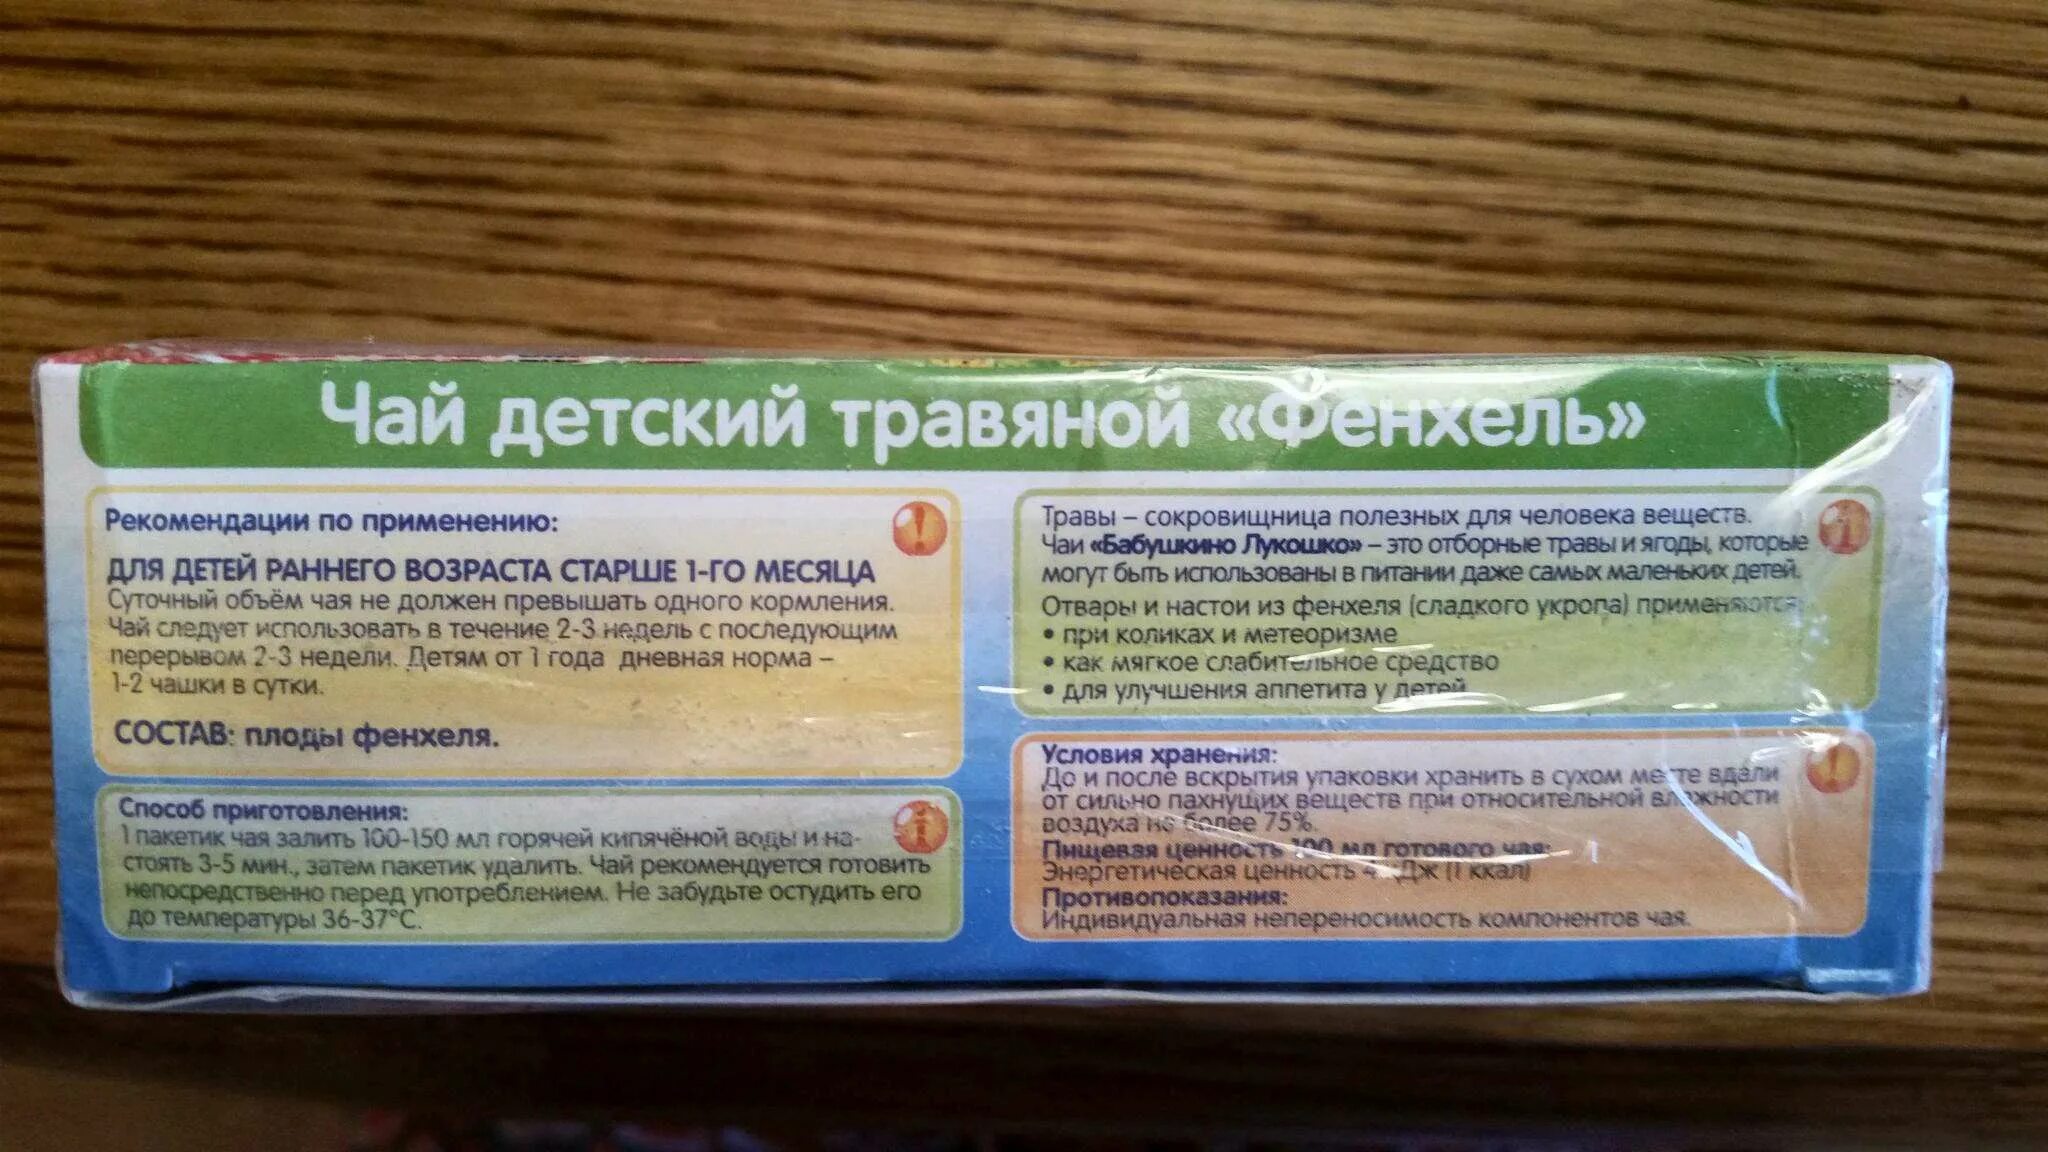 Чай детский травяной «Фенхель»
Рекомендации по применению:
ДЛЯ ДЕТЕЙ РАННЕГО ВОЗРАСТА СТАРШЕ 1-ГО МЕСЯЦА
Суточный объём чая не должен превышать одного кормления.
Чай следует использовать в течение 2-3 недель с последующим
перерывом 2-3 недели. Детям от 1 года дневная норма –
1-2 чашки в сутки.
СОСТАВ: плоды фенхеля.
Способ приготовления:
1 пакетик чая залить 100-150 мл горячей кипячёной воды и на-
стоять 3-5 мин., затем пакетик удалить. Чай рекомендуется готовить
непосредственно перед употреблением. Не забудьте остудить его
до температуры 36-37°С.
Травы – сокровищница полезных для человека веществ.
Чаи «Бабушкино Лукошко» – это отборные травы и ягоды, которые
могут быть использованы в питании даже самых маленьких детей.
Отвары и настои из фенхеля (сладкого укропа) применяются:
• при коликах и метеоризме
• как мягкое слабительное средство
• для улучшения аппетита у детей
Условия хранения:
До и после вскрытия упаковки хранить в сухом месте вдали
от сильно пахнущих веществ при относительной влажности
воздуха не более 75%.
Пищевая ценность 100 мл готового чая:
Энергетическая ценность (1 ккал)
Противопоказания:
Индивидуальная непереносимость компонентов чая.